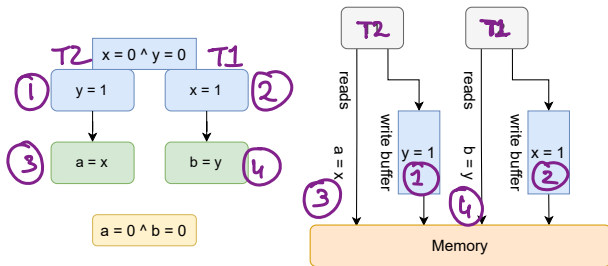 T2 x = 0 ^ y = 0 T1
1 y = 1 x = 1 2
3 a = x b = y 4
a = 0 ^ b = 0
T2 T1
reads
write buffer
reads
write buffer
a = x
y = 1
b = y
x = 1
3 1 4 2
Memory